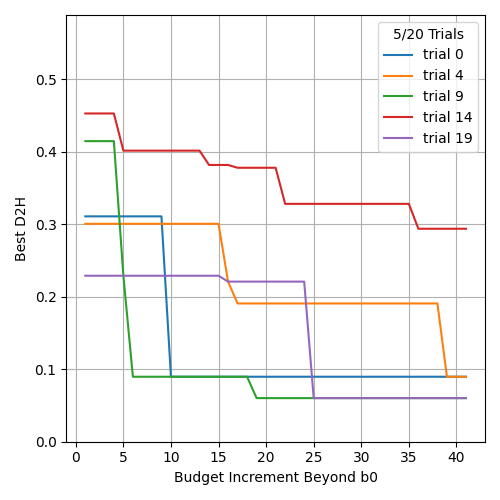 5/20 Trials
trial 0
trial 4
trial 9
trial 14
trial 19
Best D2H
0.5
0.4
0.3
0.2
0.1
0.0
0 5 10 15 20 25 30 35 40
Budget Increment Beyond b0